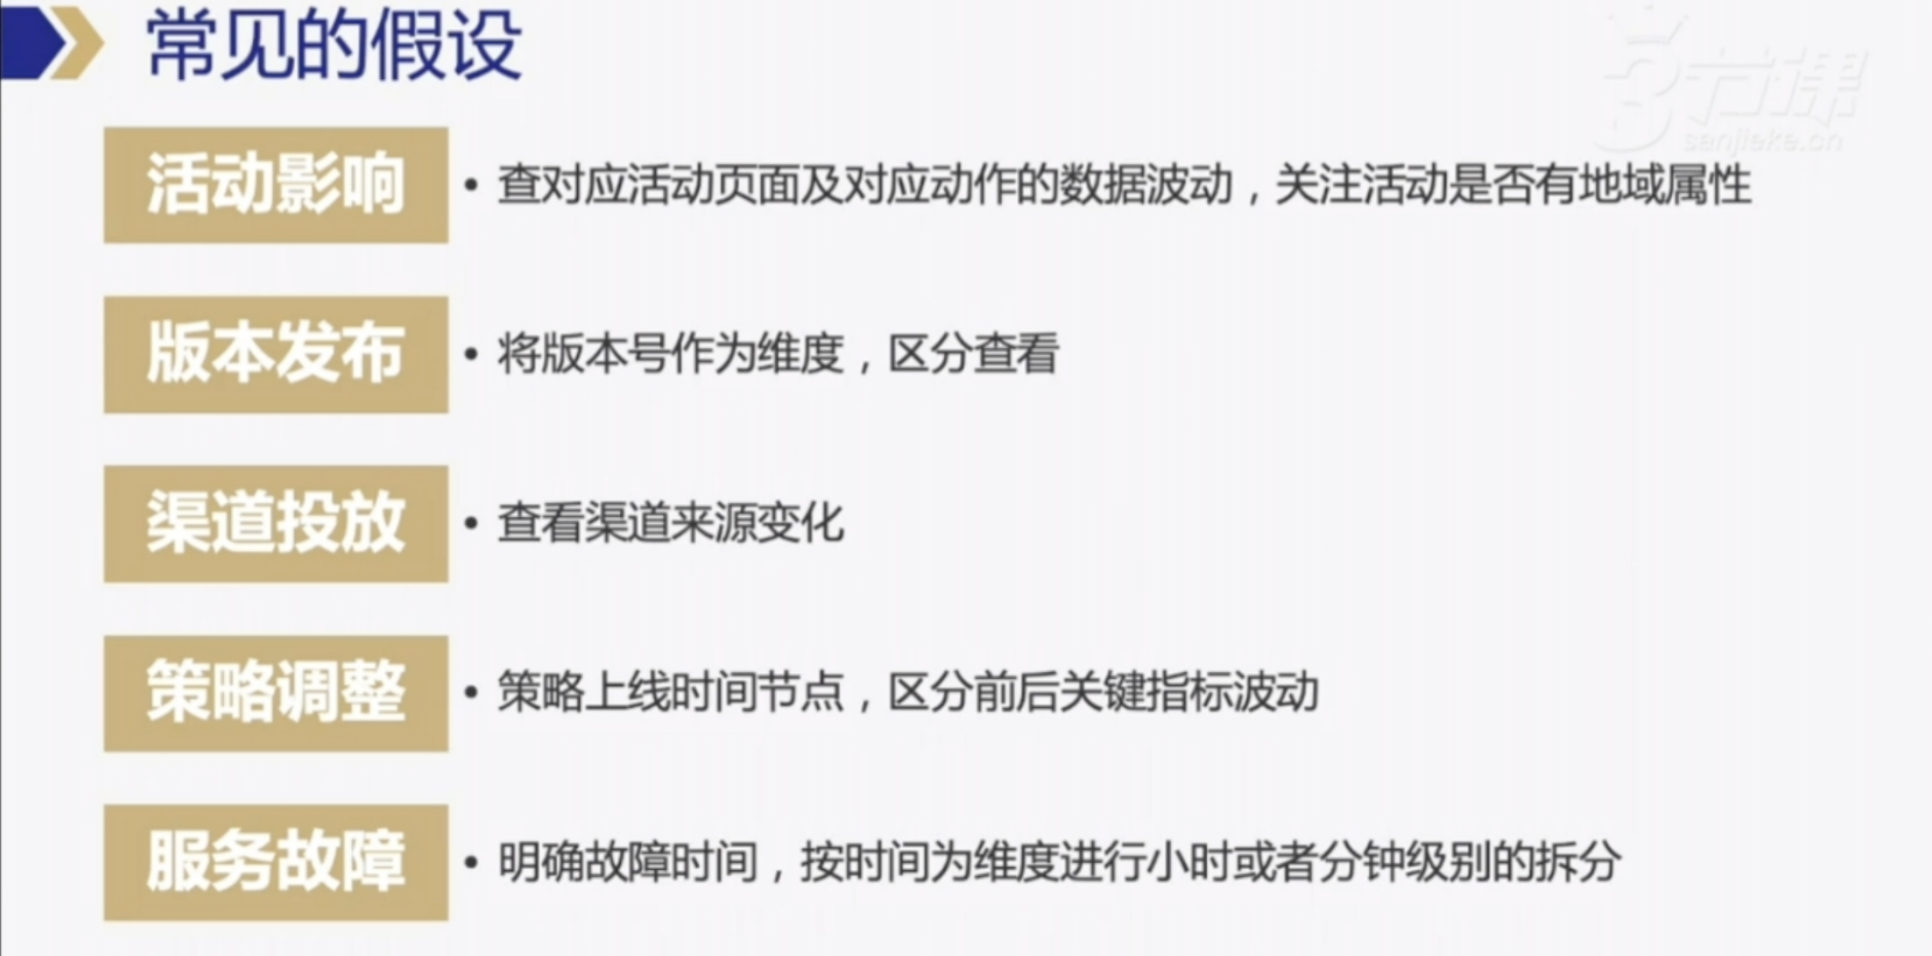 常见的假设
3节课
sanjieke.cn
活动影响
• 查对应活动页面及对应动作的数据波动，关注活动是否有地域属性
版本发布
• 将版本号作为维度，区分查看
渠道投放
• 查看渠道来源变化
策略调整
• 策略上线时间节点，区分前后关键指标波动
服务故障
• 明确故障时间，按时间为维度进行小时或者分钟级别的拆分